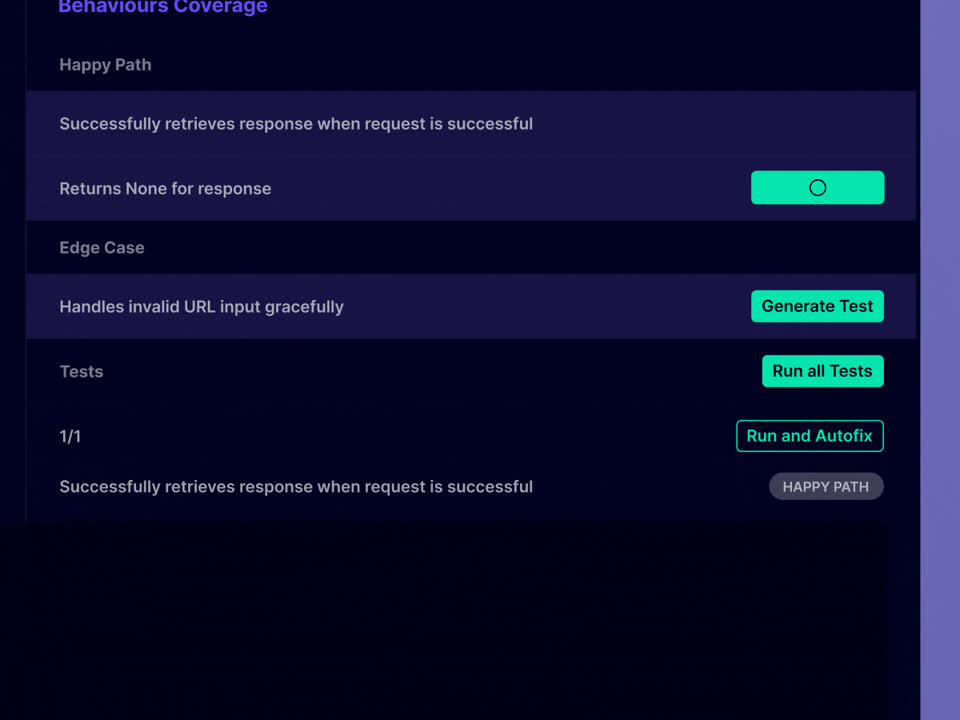 Behaviours Coverage
Happy Path
Successfully retrieves response when request is successful
Returns None for response
Edge Case
Handles invalid URL input gracefully
Generate Test
Tests
Run all Tests
1/1
Run and Autofix
Successfully retrieves response when request is successful
HAPPY PATH